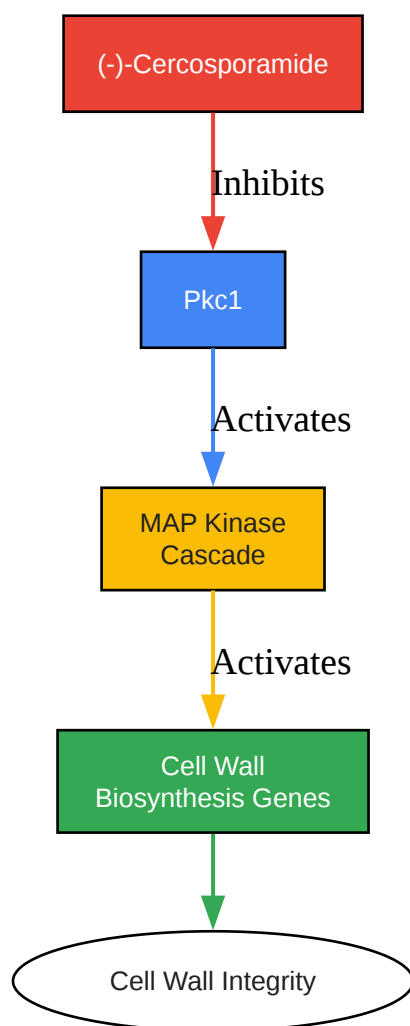 (-)-Cercosporamide
Inhibits
Pkc1
Activates
MAP Kinase
Cascade
Activates
Cell Wall
Biosynthesis Genes
Cell Wall Integrity